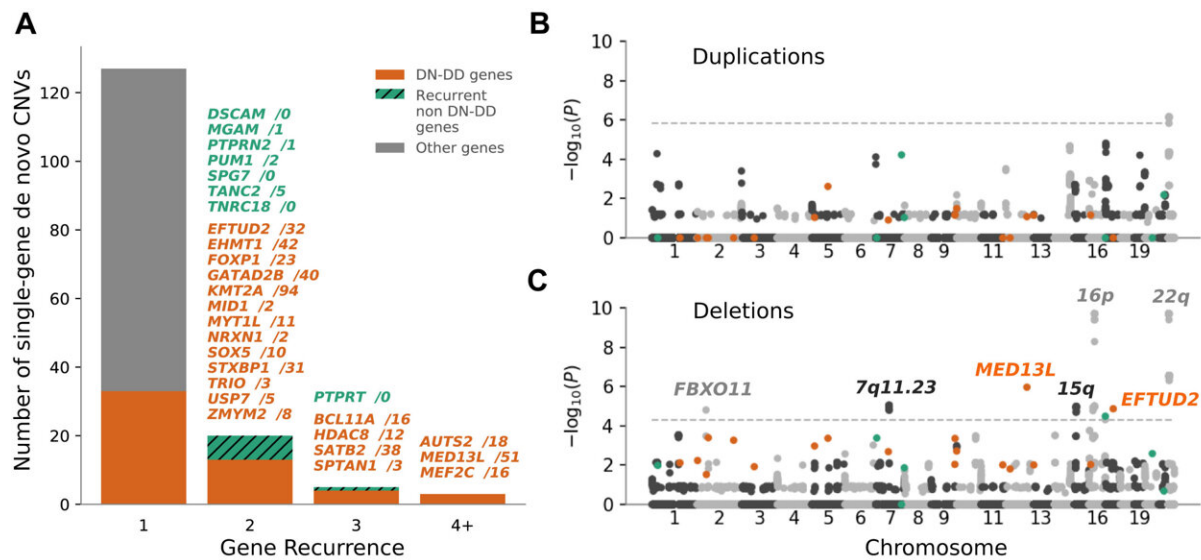 A
Number of single-gene de novo CNVs
120
100
80
60
40
20
0
DN-DD genes
Recurrent
non DN-DD
genes
Other genes
DSCAM /0
MGAM /1
PTPRN2 /1
PUM1 /2
SPG7 /0
TANC2 /5
TNRC18 /0
EFTUD2 /32
EHMT1 /42
FOXP1 /23
GATAD2B /40
KMT2A /94
MID1 /2
MYT1L /11
NRXN1 /2
SOX5 /10
STXBP1 /31
TRIO /3
USP7 /5
ZMYM2 /8
PTPRT /0
BCL11A /16
HDAC8 /12
SATB2 /38
SPTAN1 /3
AUTS2 /18
MED13L /51
MEF2C /16
1 2 3 4+
Gene Recurrence
B
Duplications
−log10(P)
10
8
6
4
2
0
1 2 3 4 5 6 7 8 9 11 13 16 19
C
Deletions
−log10(P)
10
8
6
4
2
0
16p
22q
MED13L
FBXO11
7q11.23
15q
EFTUD2
1 2 3 4 5 6 7 8 9 11 13 16 19
Chromosome